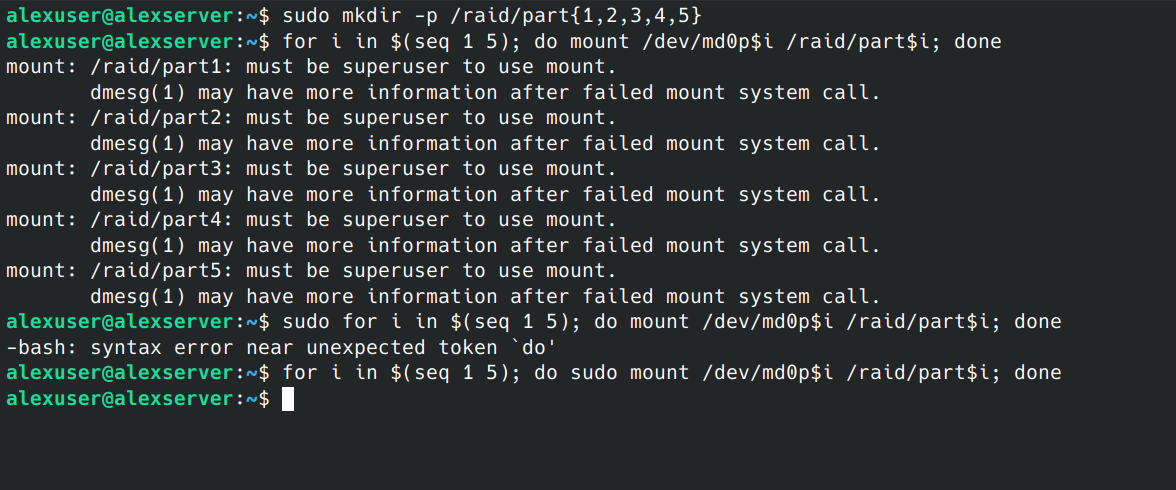 alexuser@alexserver:~$ sudo mkdir -p /raid/part{1,2,3,4,5}
alexuser@alexserver:~$ for i in $(seq 1 5); do mount /dev/md0p$i /raid/part$i; done
mount: /raid/part1: must be superuser to use mount.
       dmesg(1) may have more information after failed mount system call.
mount: /raid/part2: must be superuser to use mount.
       dmesg(1) may have more information after failed mount system call.
mount: /raid/part3: must be superuser to use mount.
       dmesg(1) may have more information after failed mount system call.
mount: /raid/part4: must be superuser to use mount.
       dmesg(1) may have more information after failed mount system call.
mount: /raid/part5: must be superuser to use mount.
       dmesg(1) may have more information after failed mount system call.
alexuser@alexserver:~$ sudo for i in $(seq 1 5); do mount /dev/md0p$i /raid/part$i; done
-bash: syntax error near unexpected token `do'
alexuser@alexserver:~$ for i in $(seq 1 5); do sudo mount /dev/md0p$i /raid/part$i; done
alexuser@alexserver:~$